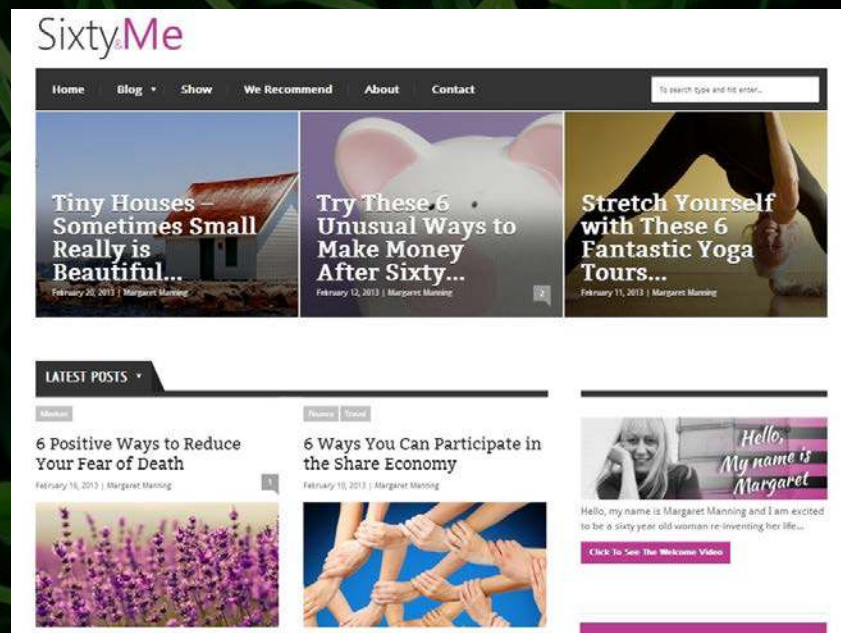 Sixty&Me
Home Blog Show We Recommend About Contact
To search type and hit enter...
Tiny Houses –
Sometimes Small
Really is
Beautiful...
February 20, 2013 | Margaret Manning
Try These 6
Unusual Ways to
Make Money
After Sixty...
February 12, 2013 | Margaret Manning
2
Stretch Yourself
with These 6
Fantastic Yoga
Tours...
February 11, 2013 | Margaret Manning
LATEST POSTS
6 Positive Ways to Reduce
Your Fear of Death
February 16, 2013 | Margaret Manning
1
Finance Travel
6 Ways You Can Participate in
the Share Economy
February 10, 2013 | Margaret Manning
Hello,
My name is
Margaret
Hello, my name is Margaret Manning and I am excited
to be a sixty year old woman re-inventing her life...
Click To See The Welcome Video